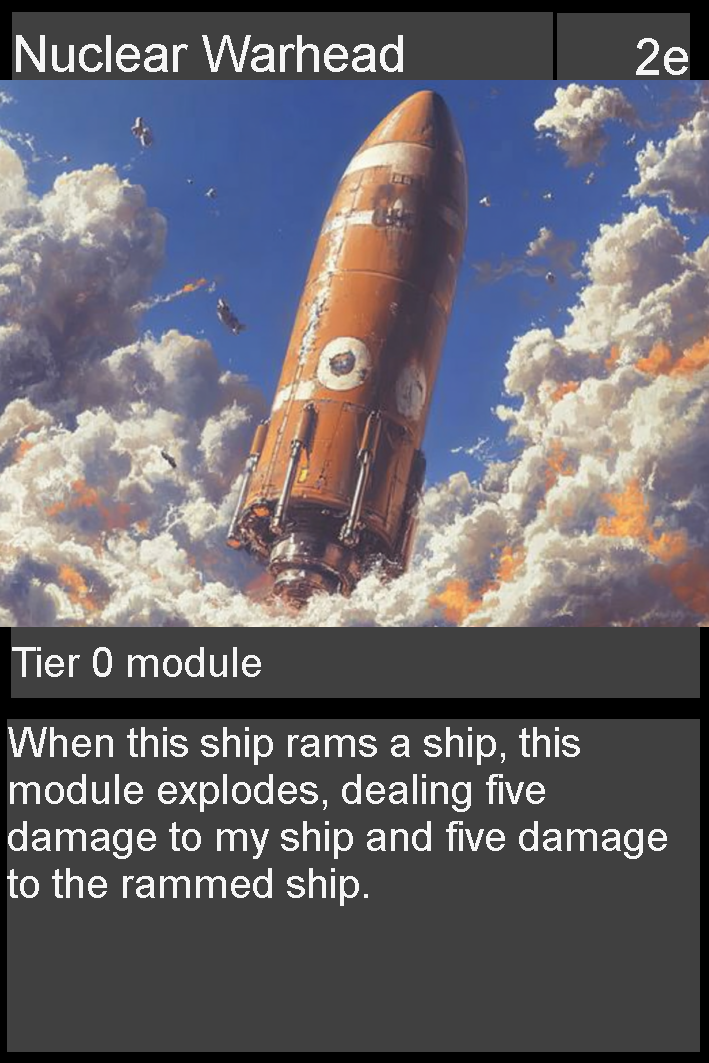 Nuclear Warhead 2e
Tier 0 module
When this ship rams a ship, this
module explodes, dealing five
damage to my ship and five damage
to the rammed ship.